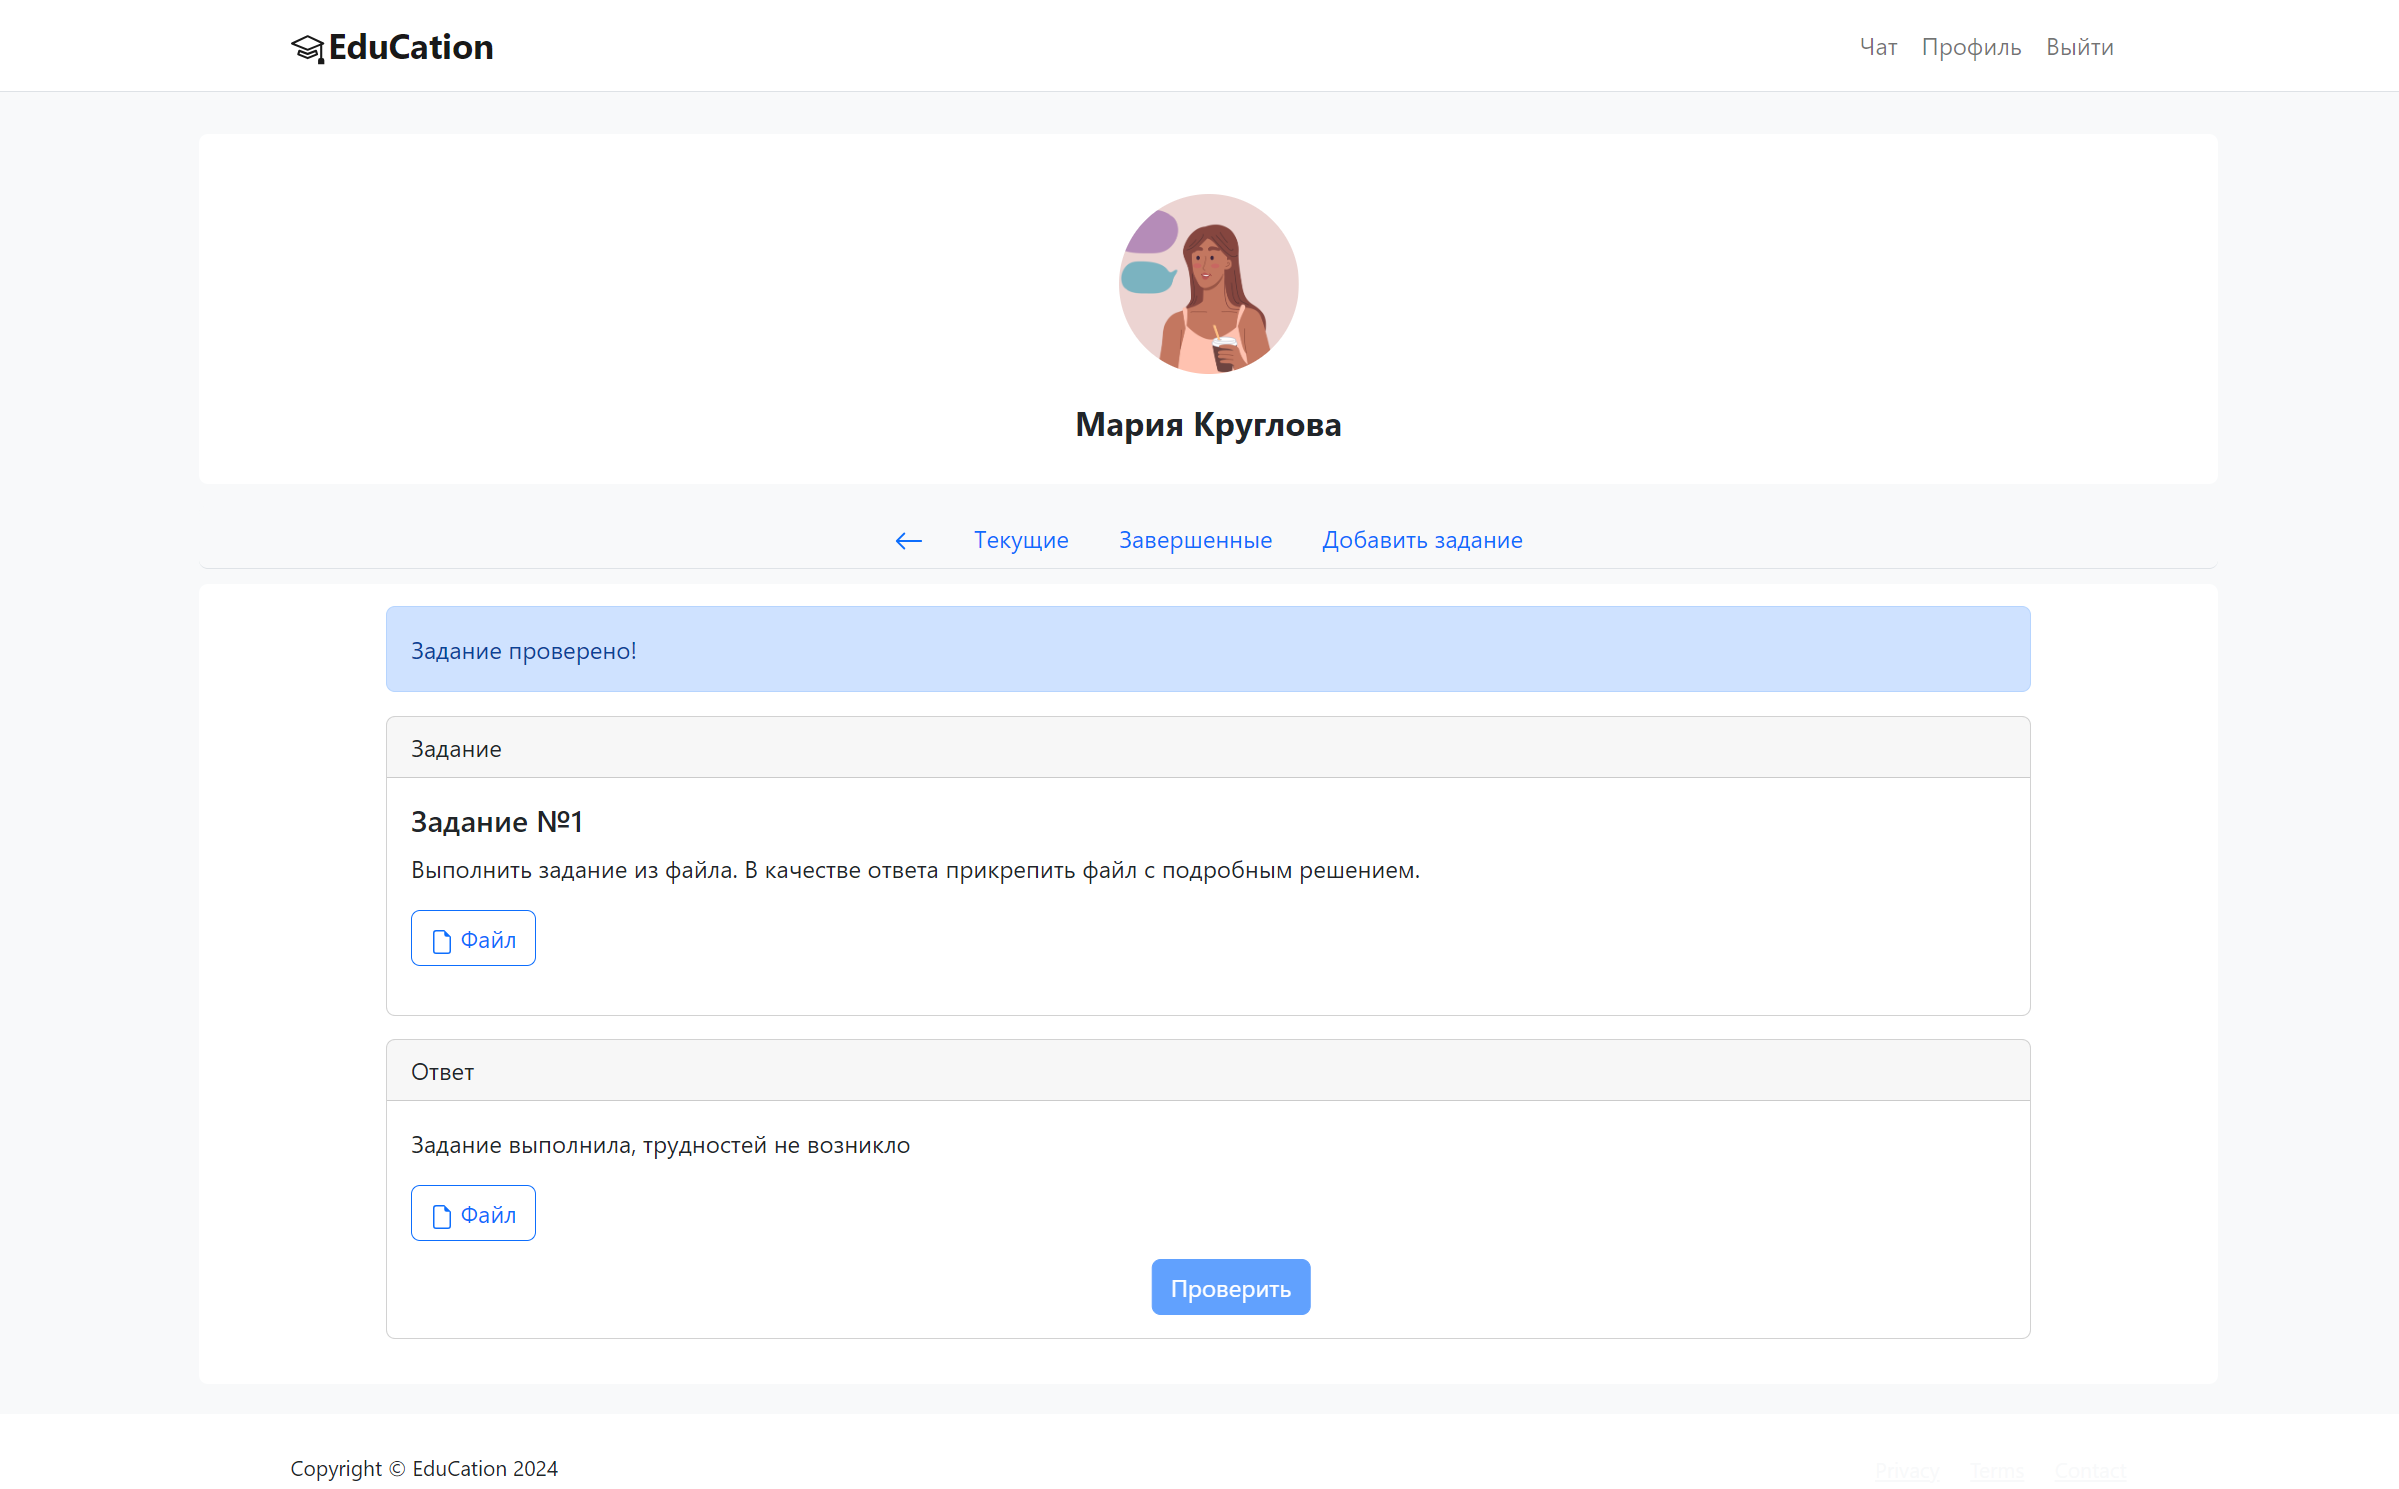 EduCation
Чат Профиль Выйти
Мария Круглова
Текущие Завершенные Добавить задание
Задание проверено!
Задание
Задание №1
Выполнить задание из файла. В качестве ответа прикрепить файл с подробным решением.
Файл
Ответ
Задание выполнила, трудностей не возникло
Файл
Проверить
Copyright © EduCation 2024
Privacy Terms Contact